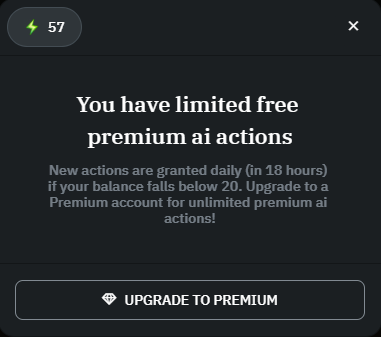 57
You have limited free
premium ai actions
New actions are granted daily (in 18 hours)
if your balance falls below 20. Upgrade to a
Premium account for unlimited premium ai
actions!
UPGRADE TO PREMIUM